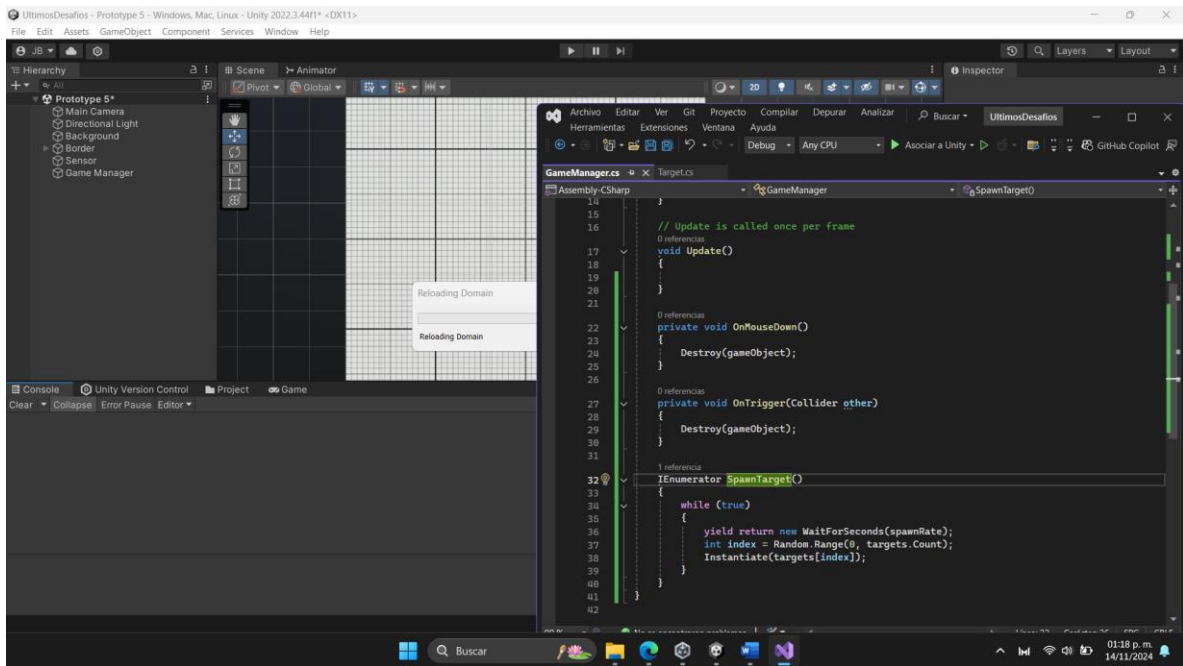 UltimosDesafios - Prototype 5 - Windows, Mac, Linux - Unity 2022.3.44f1* <DX11>
File Edit Assets GameObject Component Services Window Help
JB Layers Layout
Hierarchy Scene Animator Inspector
All Pivot Global 2D
Prototype 5*
Main Camera
Directional Light
Background
Border
Sensor
Game Manager
Reloading Domain
Reloading Domain
Console Unity Version Control Project Game
Clear Collapse Error Pause Editor
Archivo Editar Ver Git Proyecto Compilar Depurar Analizar Buscar UltimosDesafios
Herramientas Extensiones Ventana Ayuda
Debug Any CPU Asociar a Unity GitHub Copilot
GameManager.cs Target.cs
Assembly-CSharp GameManager SpawnTarget()
14 }
15
16 // Update is called once per frame
0 referencias
17 void Update()
18 {
19
20 }
21
0 referencias
22 private void OnMouseDown()
23 {
24 Destroy(gameObject);
25 }
26
0 referencias
27 private void OnTrigger(Collider other)
28 {
29 Destroy(gameObject);
30 }
31
1 referencia
32 IEnumerator SpawnTarget()
33 {
34 while (true)
35 {
36 yield return new WaitForSeconds(spawnRate);
37 int index = Random.Range(0, targets.Count);
38 Instantiate(targets[index]);
39 }
40 }
41 }
42
Buscar
01:18 p. m.
14/11/2024